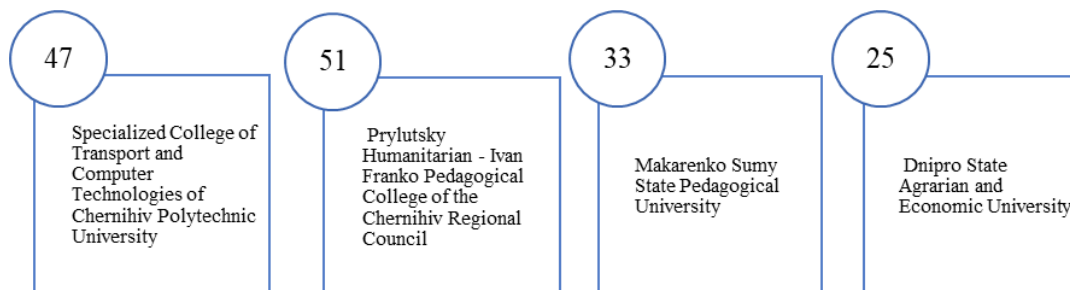 47
Specialized College of
Transport and
Computer
Technologies of
Chernihiv Polytechnic
University
51
Prylutsky
Humanitarian - Ivan
Franko Pedagogical
College of the
Chernihiv Regional
Council
33
Makarenko Sumy
State Pedagogical
University
25
Dnipro State
Agrarian and
Economic University